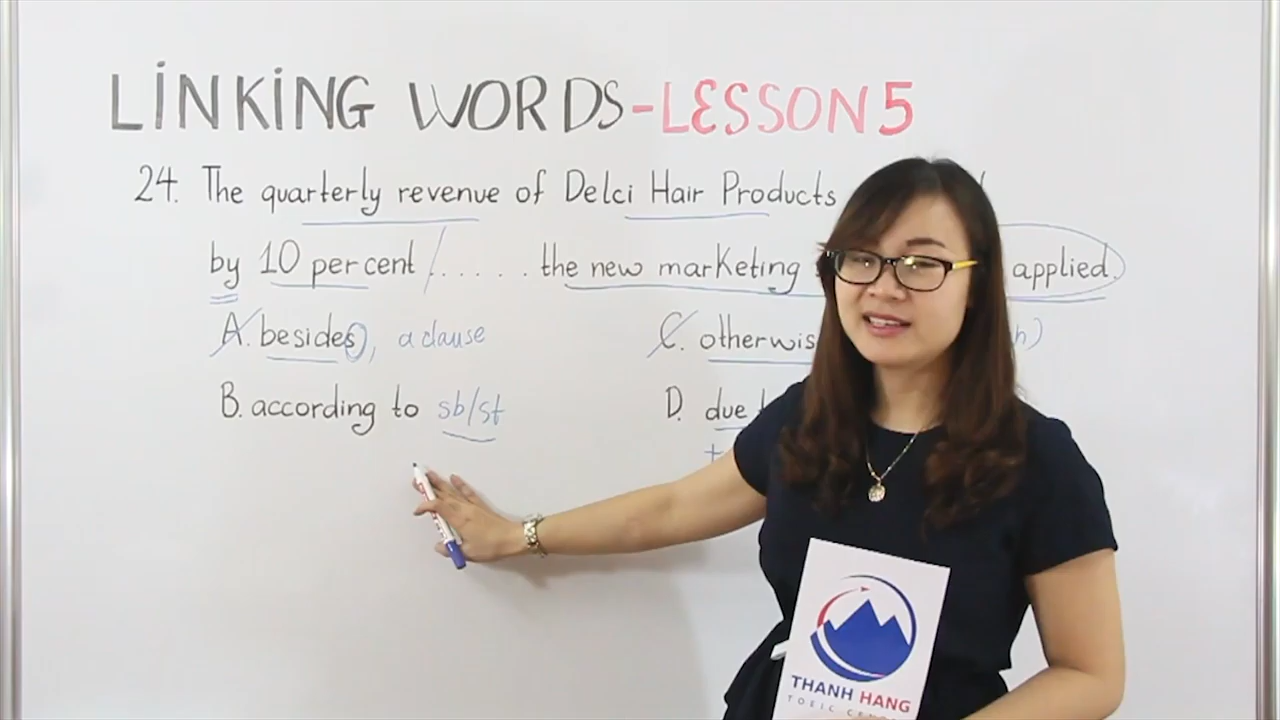 LINKING WORDS-LESSON 5
24. The quarterly revenue of Delci Hair Products
by 10 percent / ..... the new marketing applied.
A. besides, a clause
C.
B. according to sb/st
D. due
THANH HANG
TOEIC